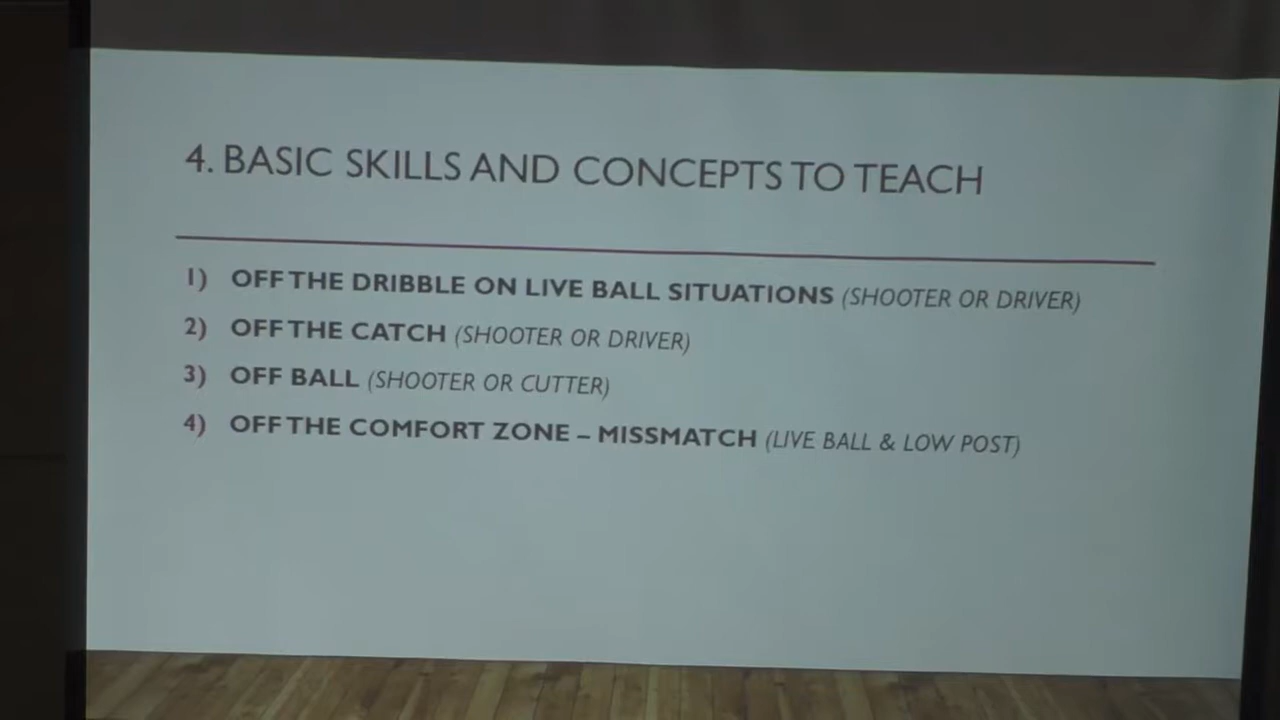 4. BASIC SKILLS AND CONCEPTS TO TEACH
1) OFF THE DRIBBLE ON LIVE BALL SITUATIONS (SHOOTER OR DRIVER)
2) OFF THE CATCH (SHOOTER OR DRIVER)
3) OFF BALL (SHOOTER OR CUTTER)
4) OFF THE COMFORT ZONE – MISSMATCH (LIVE BALL & LOW POST)